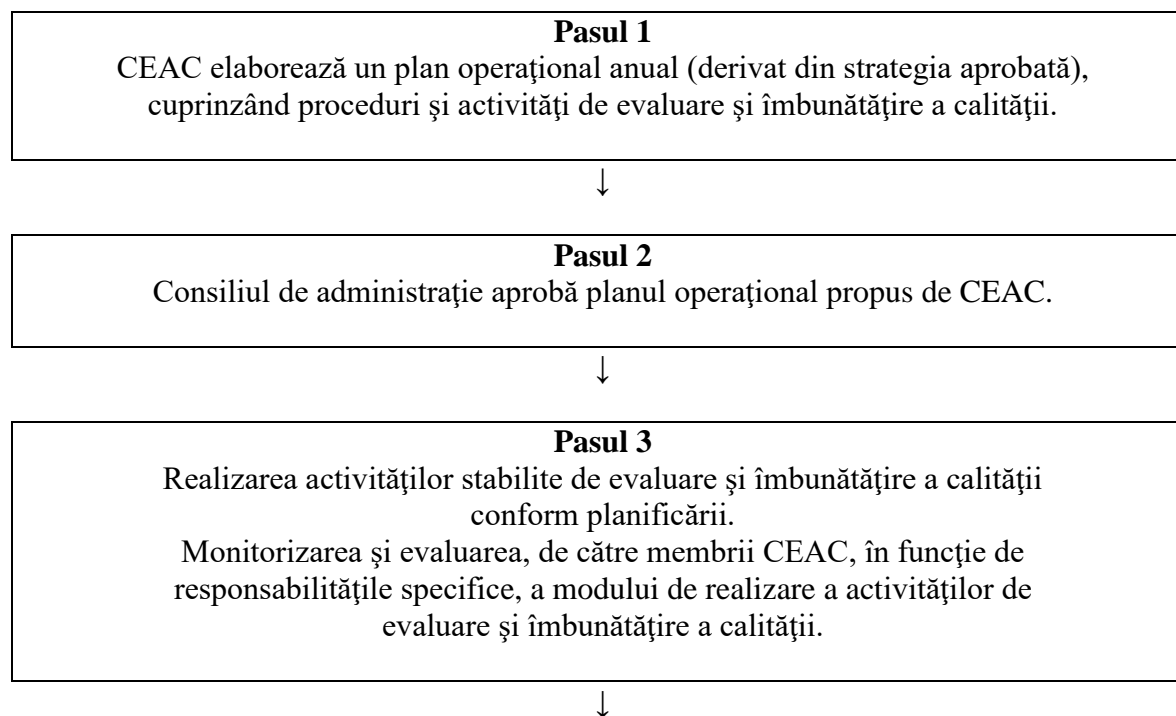 Pasul 1
CEAC elaborează un plan operaţional anual (derivat din strategia aprobată),
cuprinzând proceduri şi activităţi de evaluare şi îmbunătăţire a calităţii.
↓
Pasul 2
Consiliul de administraţie aprobă planul operaţional propus de CEAC.
↓
Pasul 3
Realizarea activităţilor stabilite de evaluare şi îmbunătăţire a calităţii
conform planificării.
Monitorizarea şi evaluarea, de către membrii CEAC, în funcţie de
responsabilităţile specifice, a modului de realizare a activităţilor de
evaluare şi îmbunătăţire a calităţii.
↓